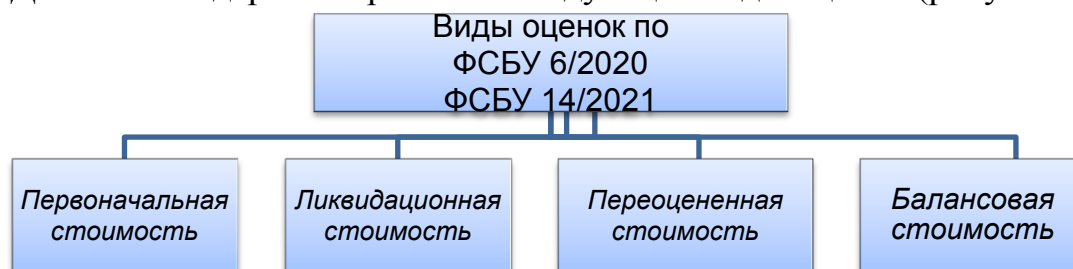 Виды оценок по
ФСБУ 6/2020
ФСБУ 14/2021
Первоначальная
стоимость
Ликвидационная
стоимость
Переоцененная
стоимость
Балансовая
стоимость